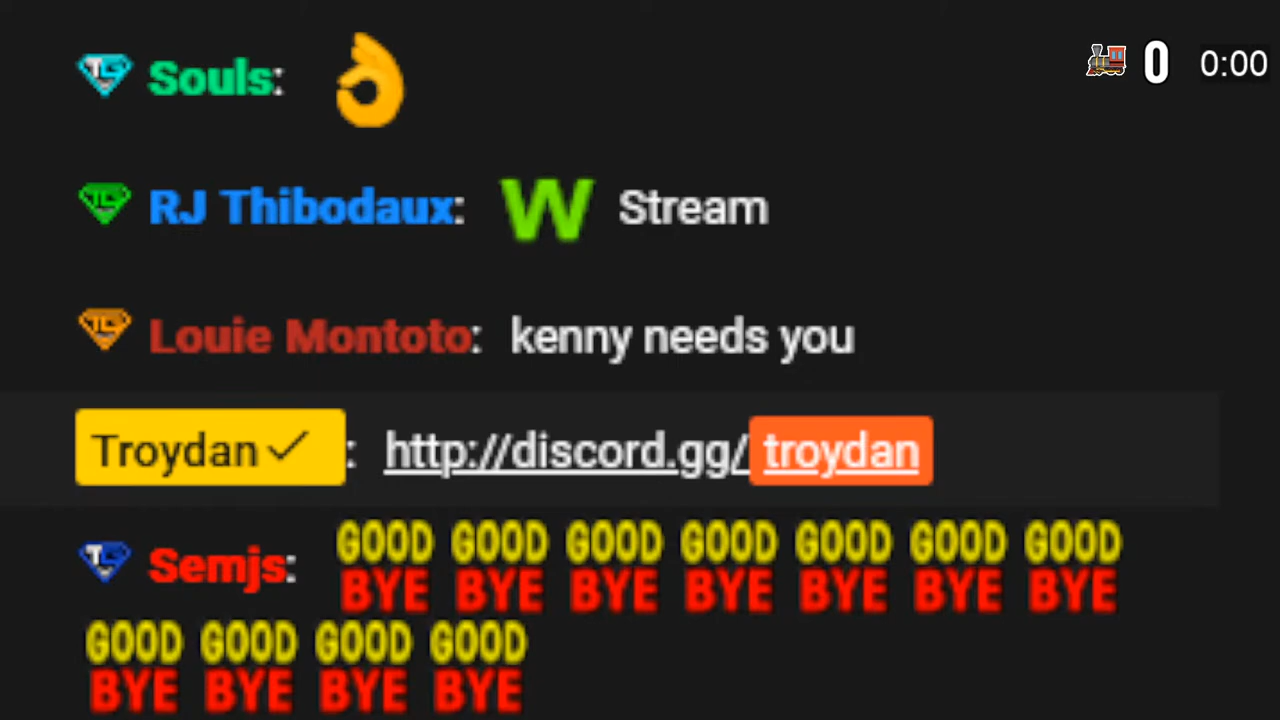 0 0:00
Souls: 👌
RJ Thibodaux: W Stream
Louie Montoto: kenny needs you
Troydan✓: http://discord.gg/troydan
Semjs: GOOD BYE GOOD BYE GOOD BYE GOOD BYE GOOD BYE GOOD BYE GOOD BYE
GOOD BYE GOOD BYE GOOD BYE GOOD BYE